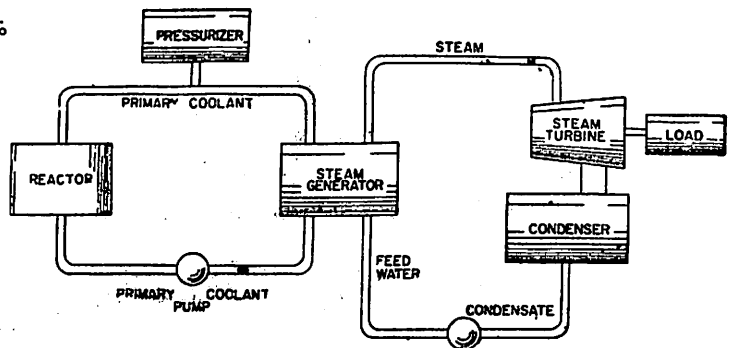 PRESSURIZER
STEAM
PRIMARY COOLANT
STEAM
TURBINE
LOAD
REACTOR
STEAM
GENERATOR
CONDENSER
FEED
WATER
PRIMARY COOLANT
PUMP
CONDENSATE